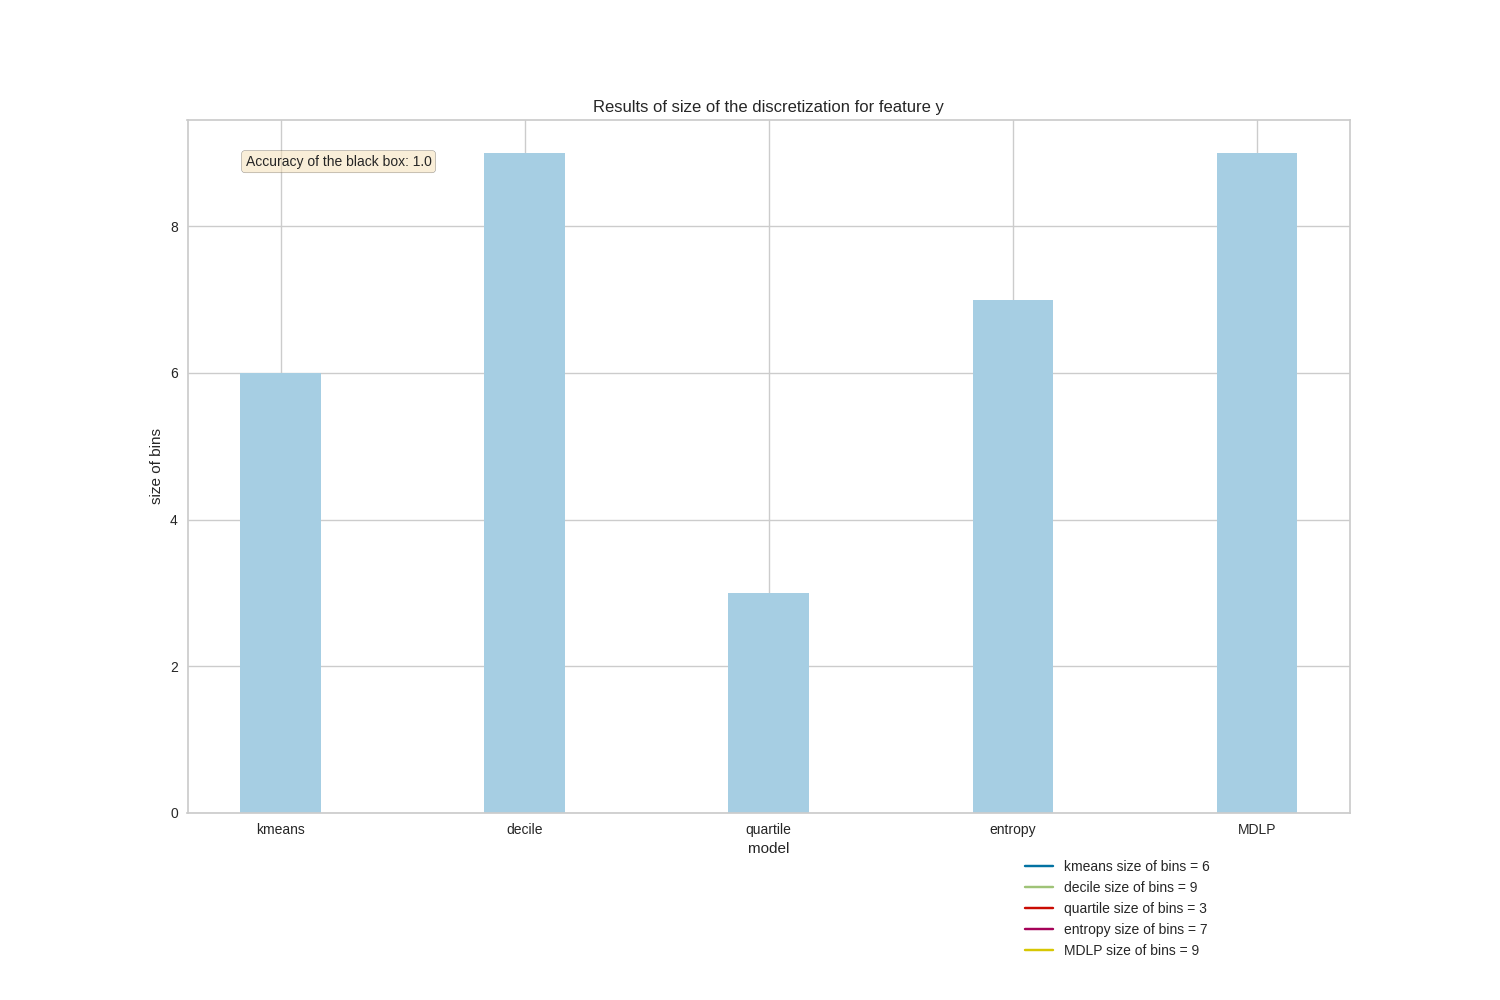 Results of size of the discretization for feature y
Accuracy of the black box: 1.0
8
6
4
2
0
size of bins
kmeans decile quartile entropy MDLP
model
kmeans size of bins = 6
decile size of bins = 9
quartile size of bins = 3
entropy size of bins = 7
MDLP size of bins = 9